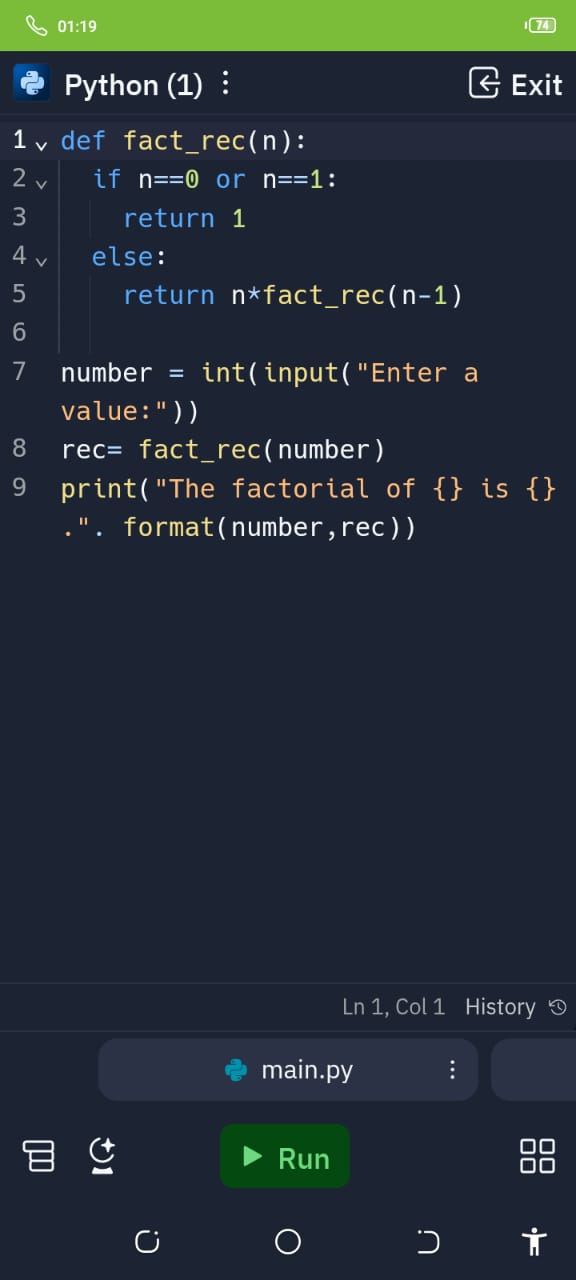 01:19
74
Python (1)
Exit
1 def fact_rec(n):
2   if n==0 or n==1:
3     return 1
4   else:
5     return n*fact_rec(n-1)
6
7 number = int(input("Enter a
value:"))
8 rec= fact_rec(number)
9 print("The factorial of {} is {}
.". format(number,rec))
Ln 1, Col 1 History
main.py
Run